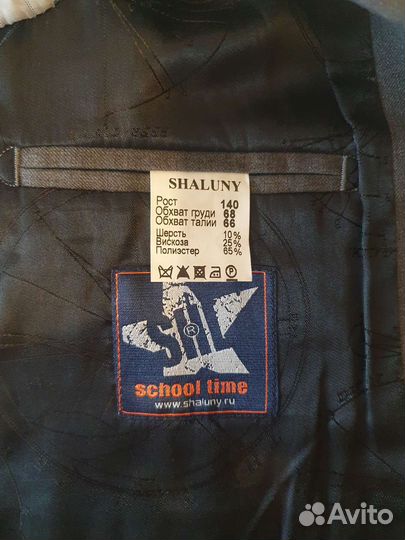 SHALUNY
Рост 140
Обхват груди 68
Обхват талии 66
Шерсть 10%
Вискоза 25%
Полиэстер 65%
®
school time
www.shaluny.ru
Avito